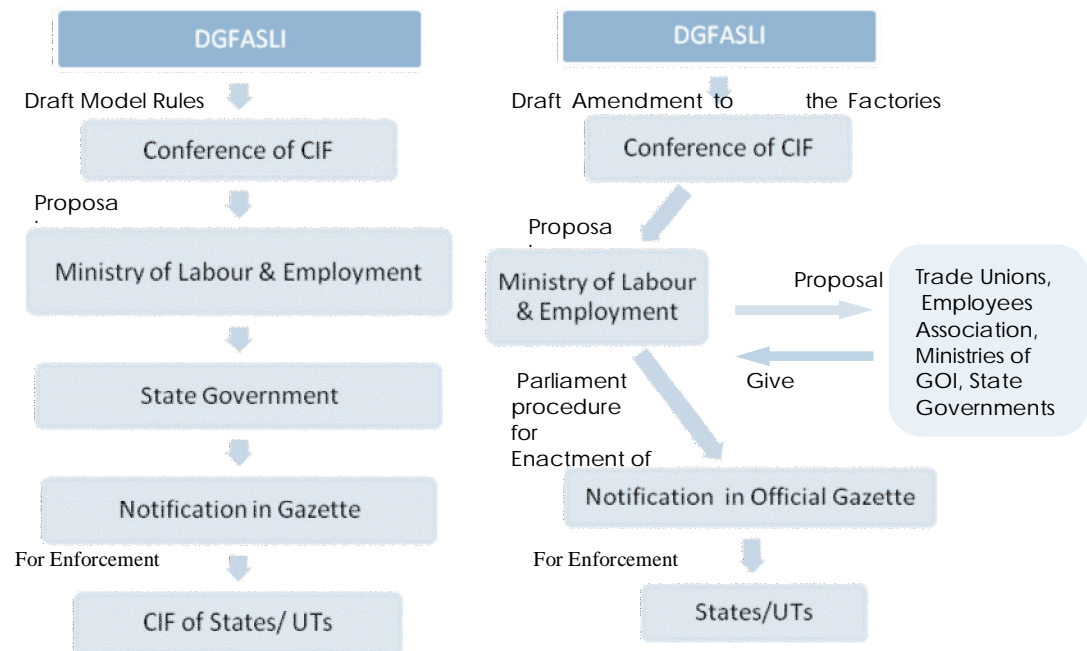 DGFASLI
Draft Model Rules
Conference of CIF
Proposa
Ministry of Labour & Employment
State Government
Notification in Gazette
For Enforcement
CIF of States/ UTs
DGFASLI
Draft Amendment to the Factories
Conference of CIF
Proposa
Ministry of Labour
& Employment
Proposal
Give
Trade Unions,
Employees
Association,
Ministries of
GOI, State
Governments
Parliament
procedure
for
Enactment of
Notification in Official Gazette
For Enforcement
States/UTs